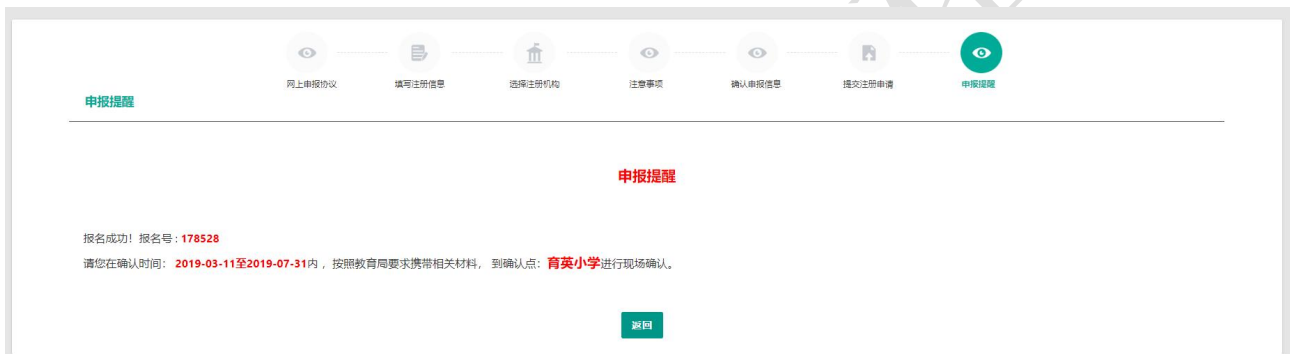 网上申报协议
填写注册信息
选择注册机构
注意事项
确认申报信息
提交注册申请
申报提醒
申报提醒
申报提醒
报名成功！报名号：178528
请您在确认时间： 2019-03-11至2019-07-31内 ，按照教育局要求携带相关材料， 到确认点：育英小学进行现场确认。
返回